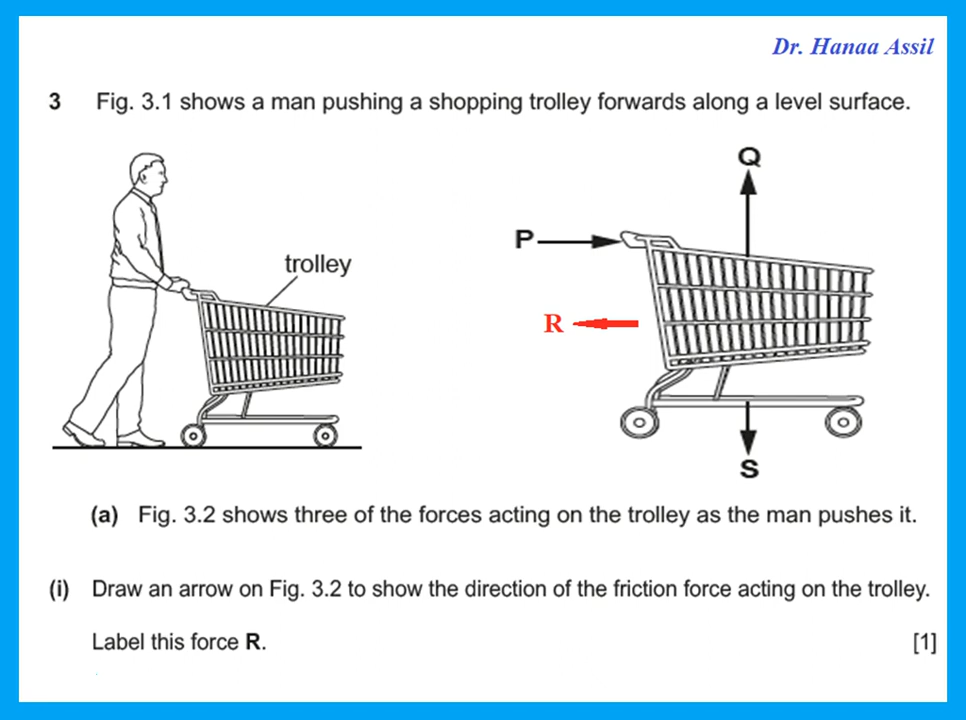 Dr. Hanaa Assil
3 Fig. 3.1 shows a man pushing a shopping trolley forwards along a level surface.
trolley
Q
P
R
S
(a) Fig. 3.2 shows three of the forces acting on the trolley as the man pushes it.
(i) Draw an arrow on Fig. 3.2 to show the direction of the friction force acting on the trolley.
Label this force R. [1]